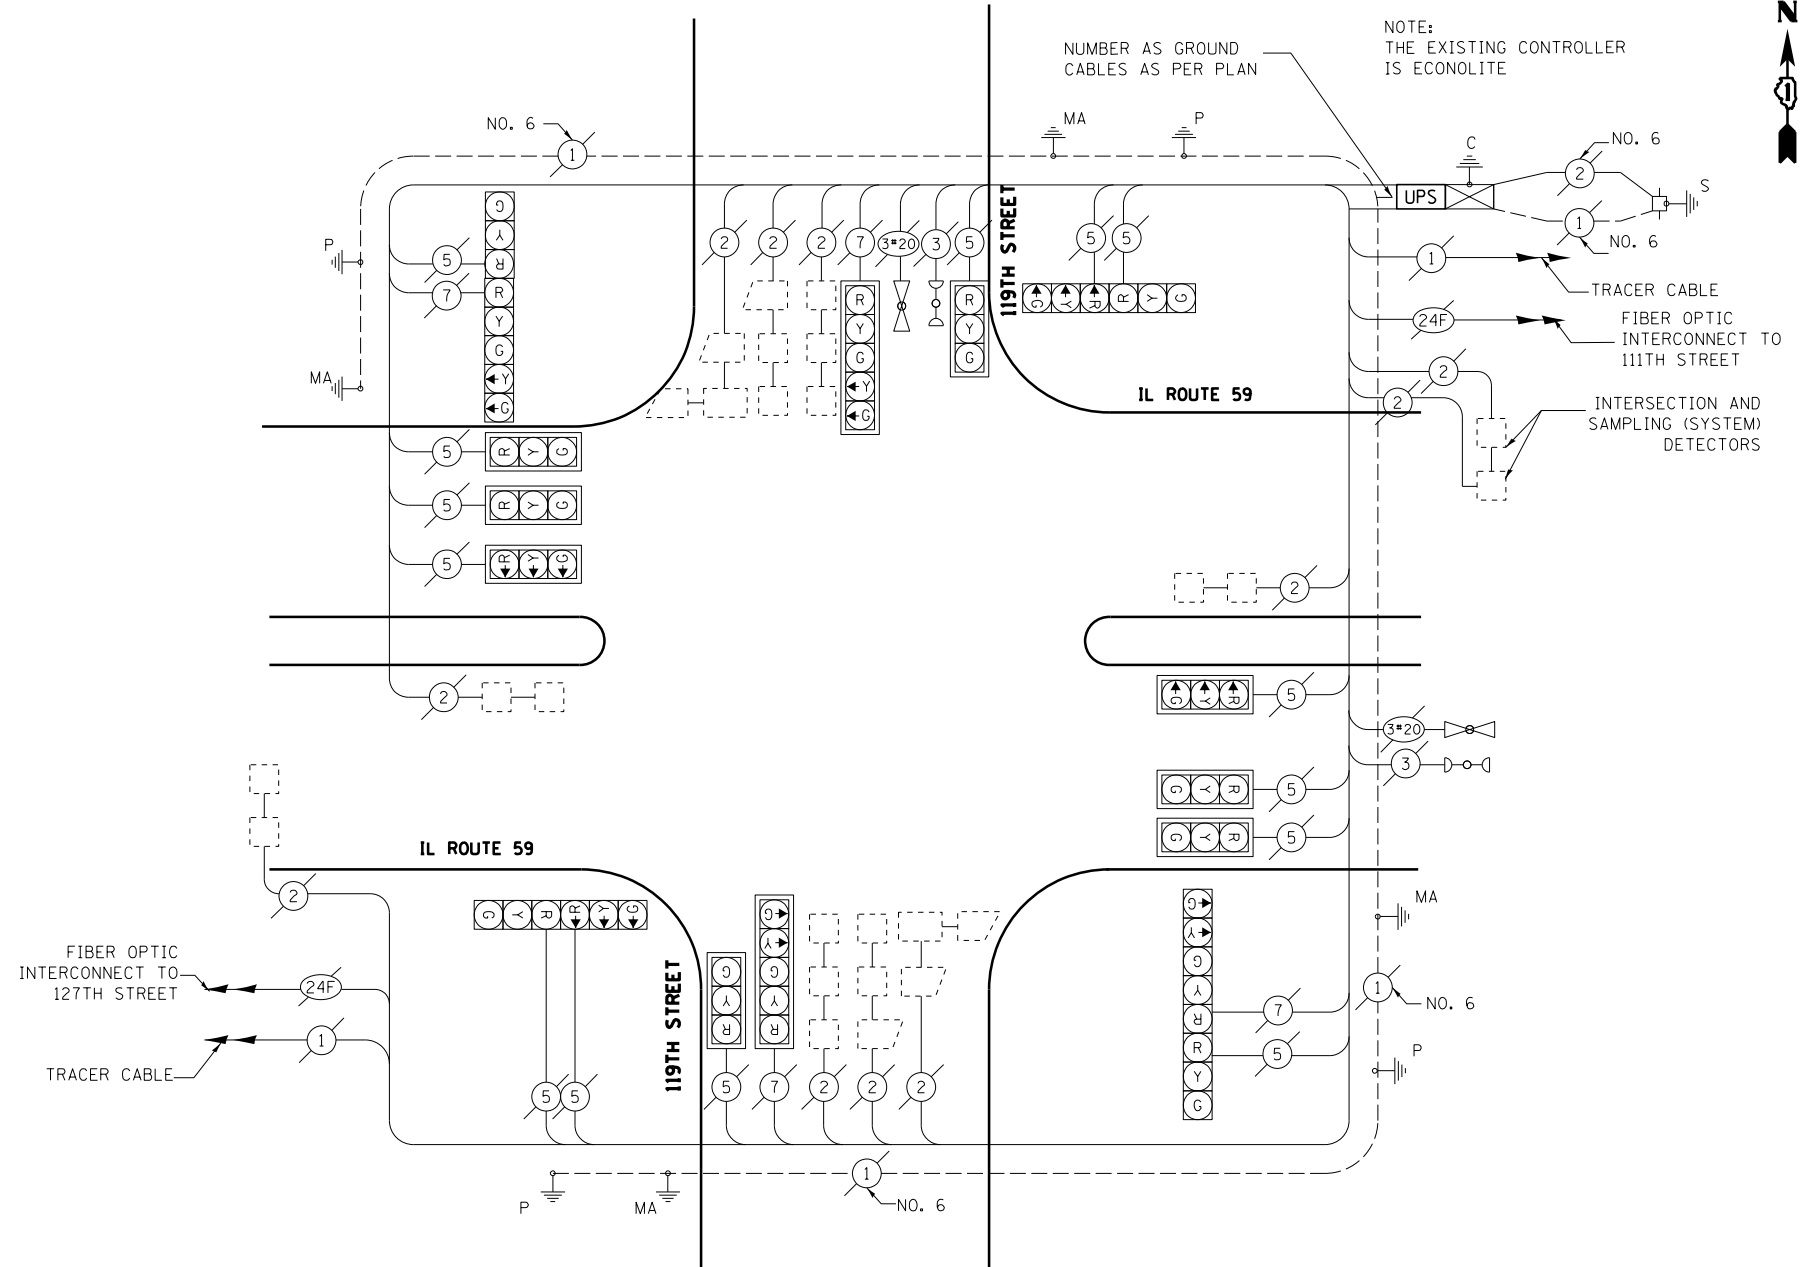 N
1
NOTE:
THE EXISTING CONTROLLER
IS ECONOLITE
NUMBER AS GROUND
CABLES AS PER PLAN
NO. 6
1
MA
P
C
NO. 6
2
UPS
S
1
NO. 6
P
MA
G
Y
R
R
Y
G
Y
G
5
7
2
2
2
7
3#20
3
5
R
Y
G
Y
G
R
Y
G
119TH STREET
5
5
G
Y
R
R
Y
G
1
TRACER CABLE
24F
FIBER OPTIC
INTERCONNECT TO
111TH STREET
2
2
INTERSECTION AND
SAMPLING (SYSTEM)
DETECTORS
IL ROUTE 59
5
R Y G
5
R Y G
5
R Y G
2
2
G Y R
5
3#20
3
G Y R
5
G Y R
5
IL ROUTE 59
2
FIBER OPTIC
INTERCONNECT TO
127TH STREET
24F
1
TRACER CABLE
G Y R R Y G
5
5
119TH STREET
G
Y
R
5
G
Y
G
Y
R
7
2
2
2
G
Y
G
Y
R
R
Y
G
7
5
MA
1
NO. 6
P
P
MA
1
NO. 6